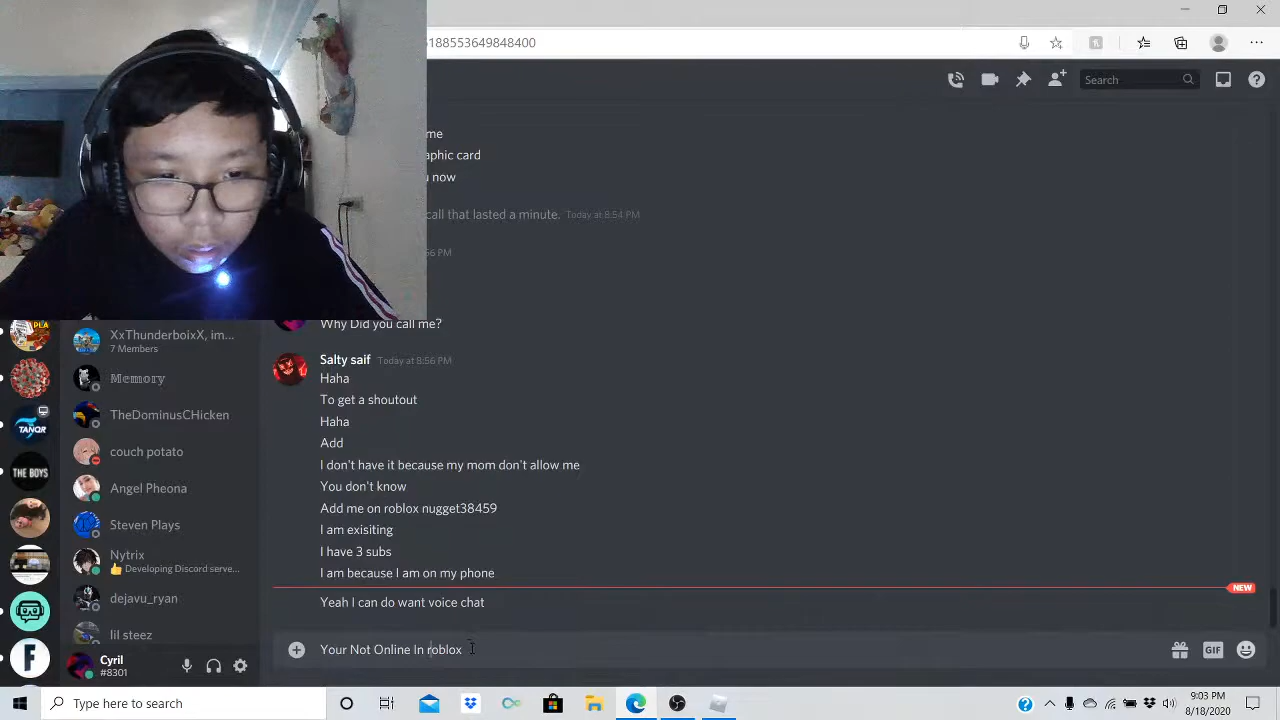 188553649848400
Search
me
aphic card
now
call that lasted a minute. Today at 8:54 PM
56 PM
Why Did you call me?
PLA
XxThunderboixX, im...
7 Members
Salty saif Today at 8:56 PM
Haha
𝕄𝕖𝕞𝕠𝕣𝕪
To get a shoutout
TheDominusCHicken
Haha
TANQR
Add
couch potato
I don't have it because my mom don't allow me
THE BOYS
You don't know
Angel Pheona
Add me on roblox nugget38459
Steven Plays
I am exisiting
I have 3 subs
Nytrix
👍 Developing Discord serve...
I am because I am on my phone
NEW
dejavu_ryan
Yeah I can do want voice chat
lil steez
Your Not Online In roblox
GIF
Cyril
#8301
Type here to search
9:03 PM
8/18/2020